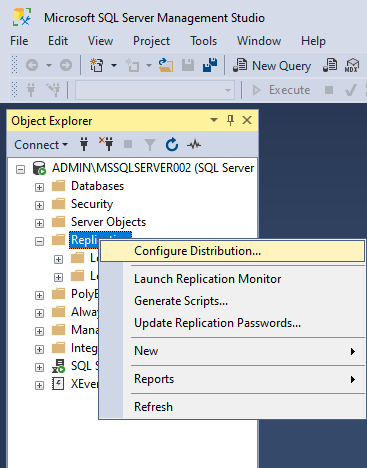 Microsoft SQL Server Management Studio
File Edit View Project Tools Window Help
New Query MDX
Execute
Object Explorer
Connect
ADMIN\MSSQLSERVER002 (SQL Server
Databases
Security
Server Objects
Configure Distribution...
Launch Replication Monitor
Generate Scripts...
Update Replication Passwords...
New
Reports
Refresh